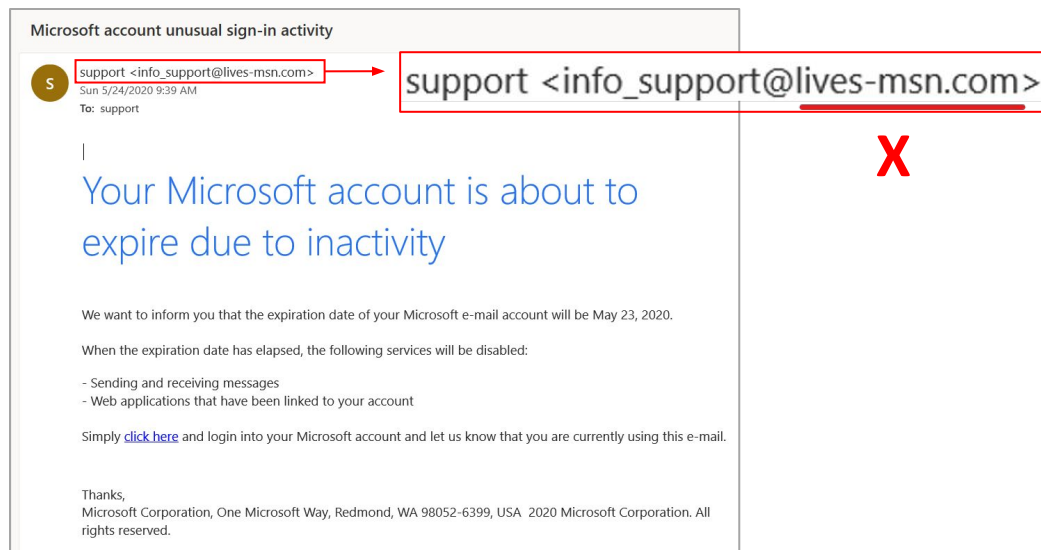 Microsoft account unusual sign-in activity
S
support <info_support@lives-msn.com>
support <info_support@lives-msn.com>
Sun 5/24/2020 9:39 AM
To: support
X
Your Microsoft account is about to
expire due to inactivity
We want to inform you that the expiration date of your Microsoft e-mail account will be May 23, 2020.
When the expiration date has elapsed, the following services will be disabled:
- Sending and receiving messages
- Web applications that have been linked to your account
Simply click here and login into your Microsoft account and let us know that you are currently using this e-mail.
Thanks,
Microsoft Corporation, One Microsoft Way, Redmond, WA 98052-6399, USA  2020 Microsoft Corporation. All
rights reserved.